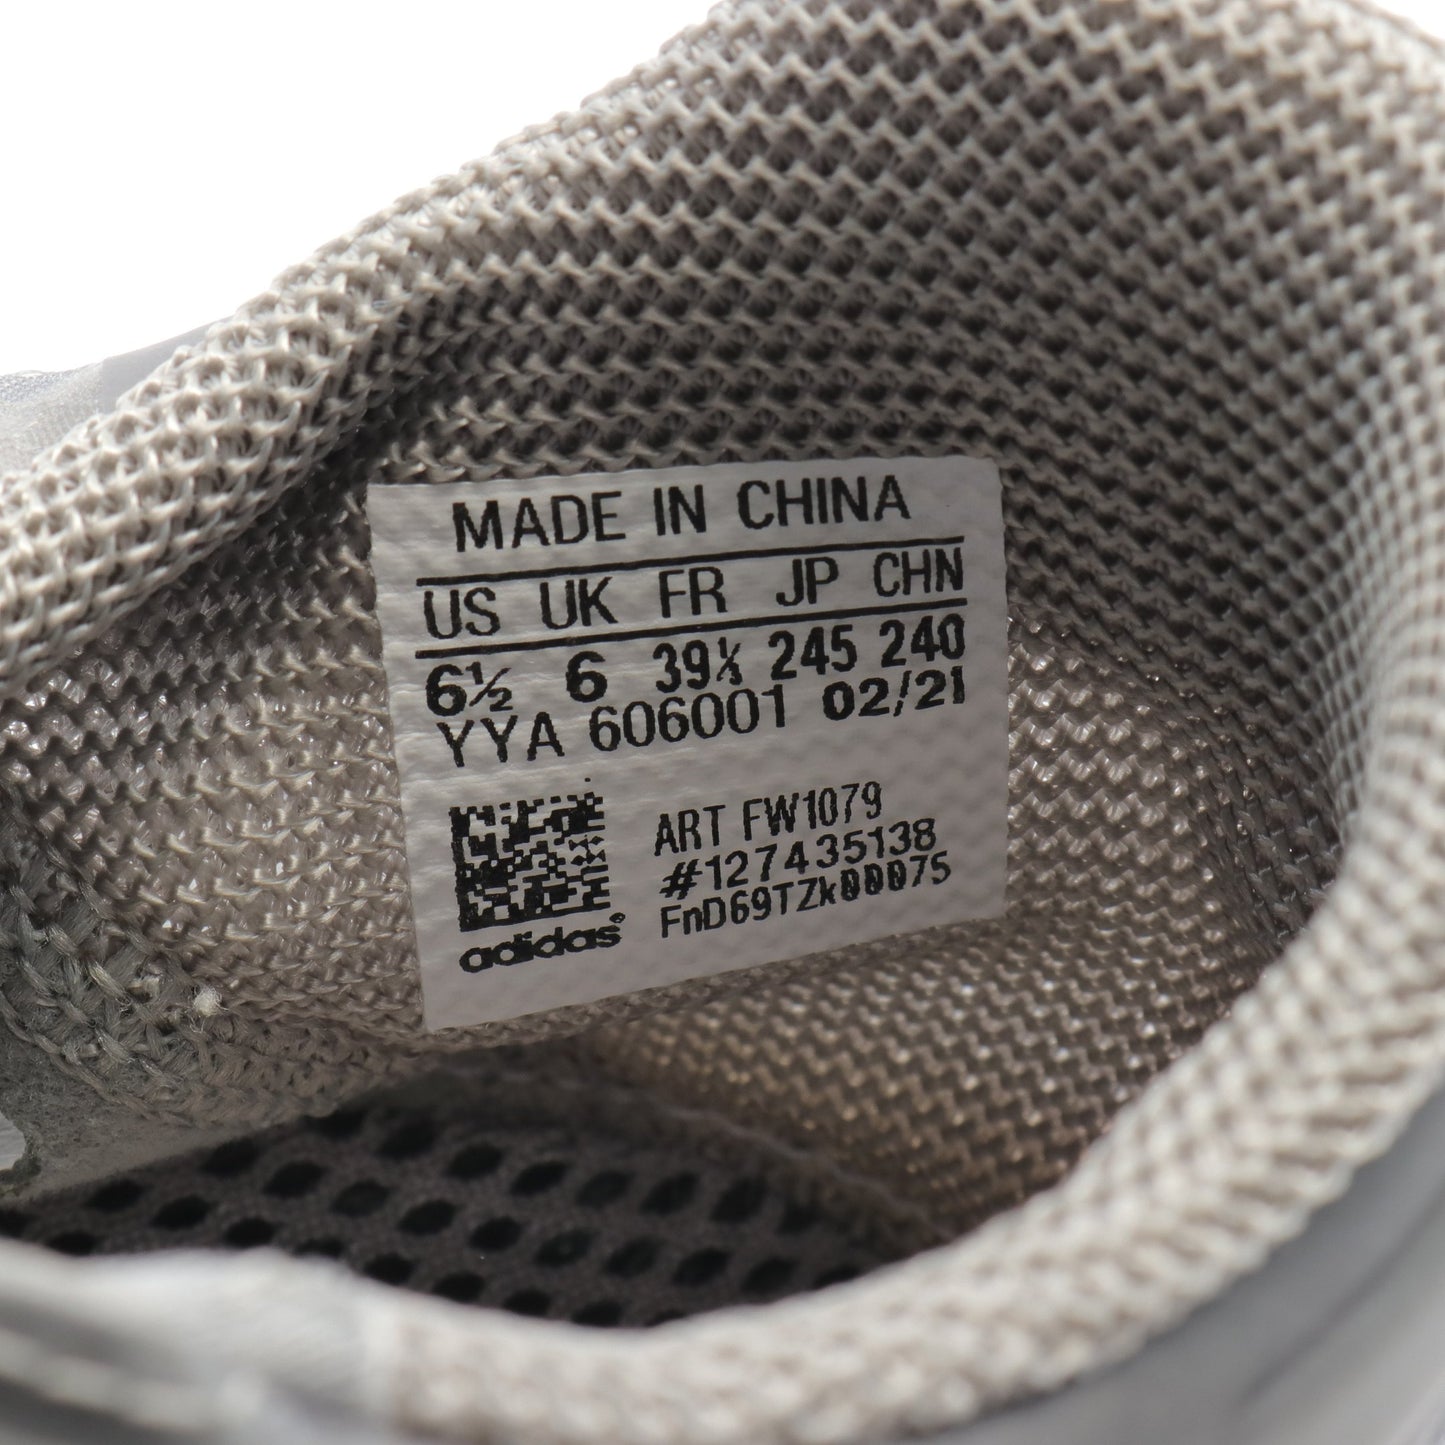 MADE IN CHINA
US UK FR JP CHN
6½ 6 39⅓ 245 240
YYA 606001 02/21
ART FW1079
#127435138
FnD69TZk00075
adidas®